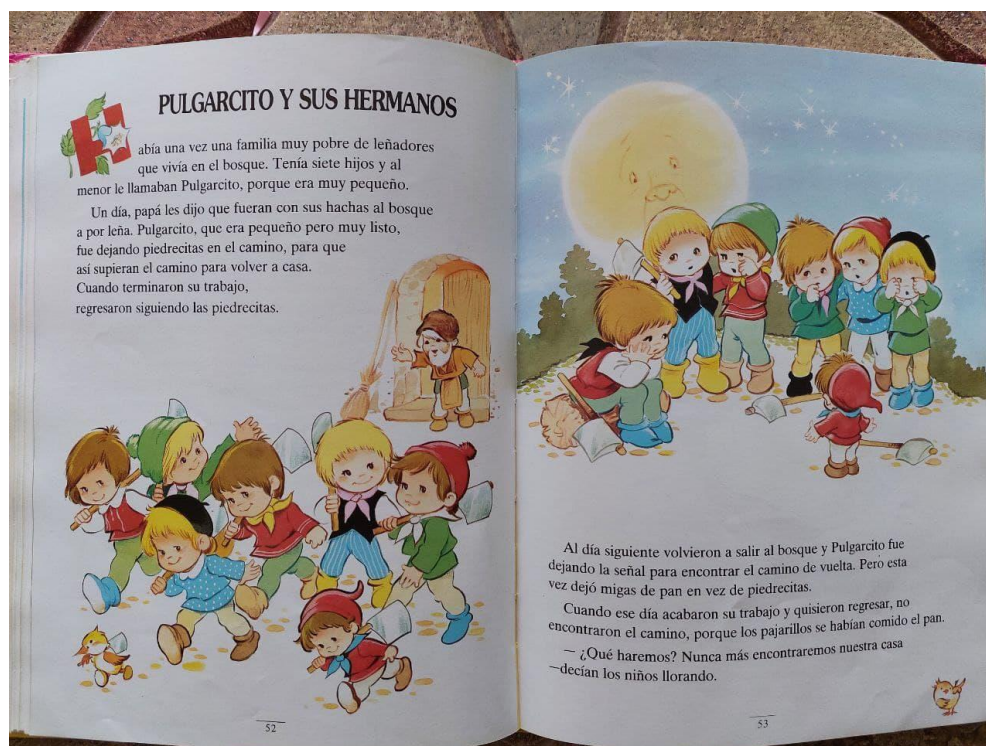 PULGARCITO Y SUS HERMANOS
Había una vez una familia muy pobre de leñadores
que vivía en el bosque. Tenía siete hijos y al
menor le llamaban Pulgarcito, porque era muy pequeño.
Un día, papá les dijo que fueran con sus hachas al bosque
a por leña. Pulgarcito, que era pequeño pero muy listo,
fue dejando piedrecitas en el camino, para que
así supieran el camino para volver a casa.
Cuando terminaron su trabajo,
regresaron siguiendo las piedrecitas.
52
Al día siguiente volvieron a salir al bosque y Pulgarcito fue
dejando la señal para encontrar el camino de vuelta. Pero esta
vez dejó migas de pan en vez de piedrecitas.
Cuando ese día acabaron su trabajo y quisieron regresar, no
encontraron el camino, porque los pajarillos se habían comido el pan.
— ¿Qué haremos? Nunca más encontraremos nuestra casa
—decían los niños llorando.
53